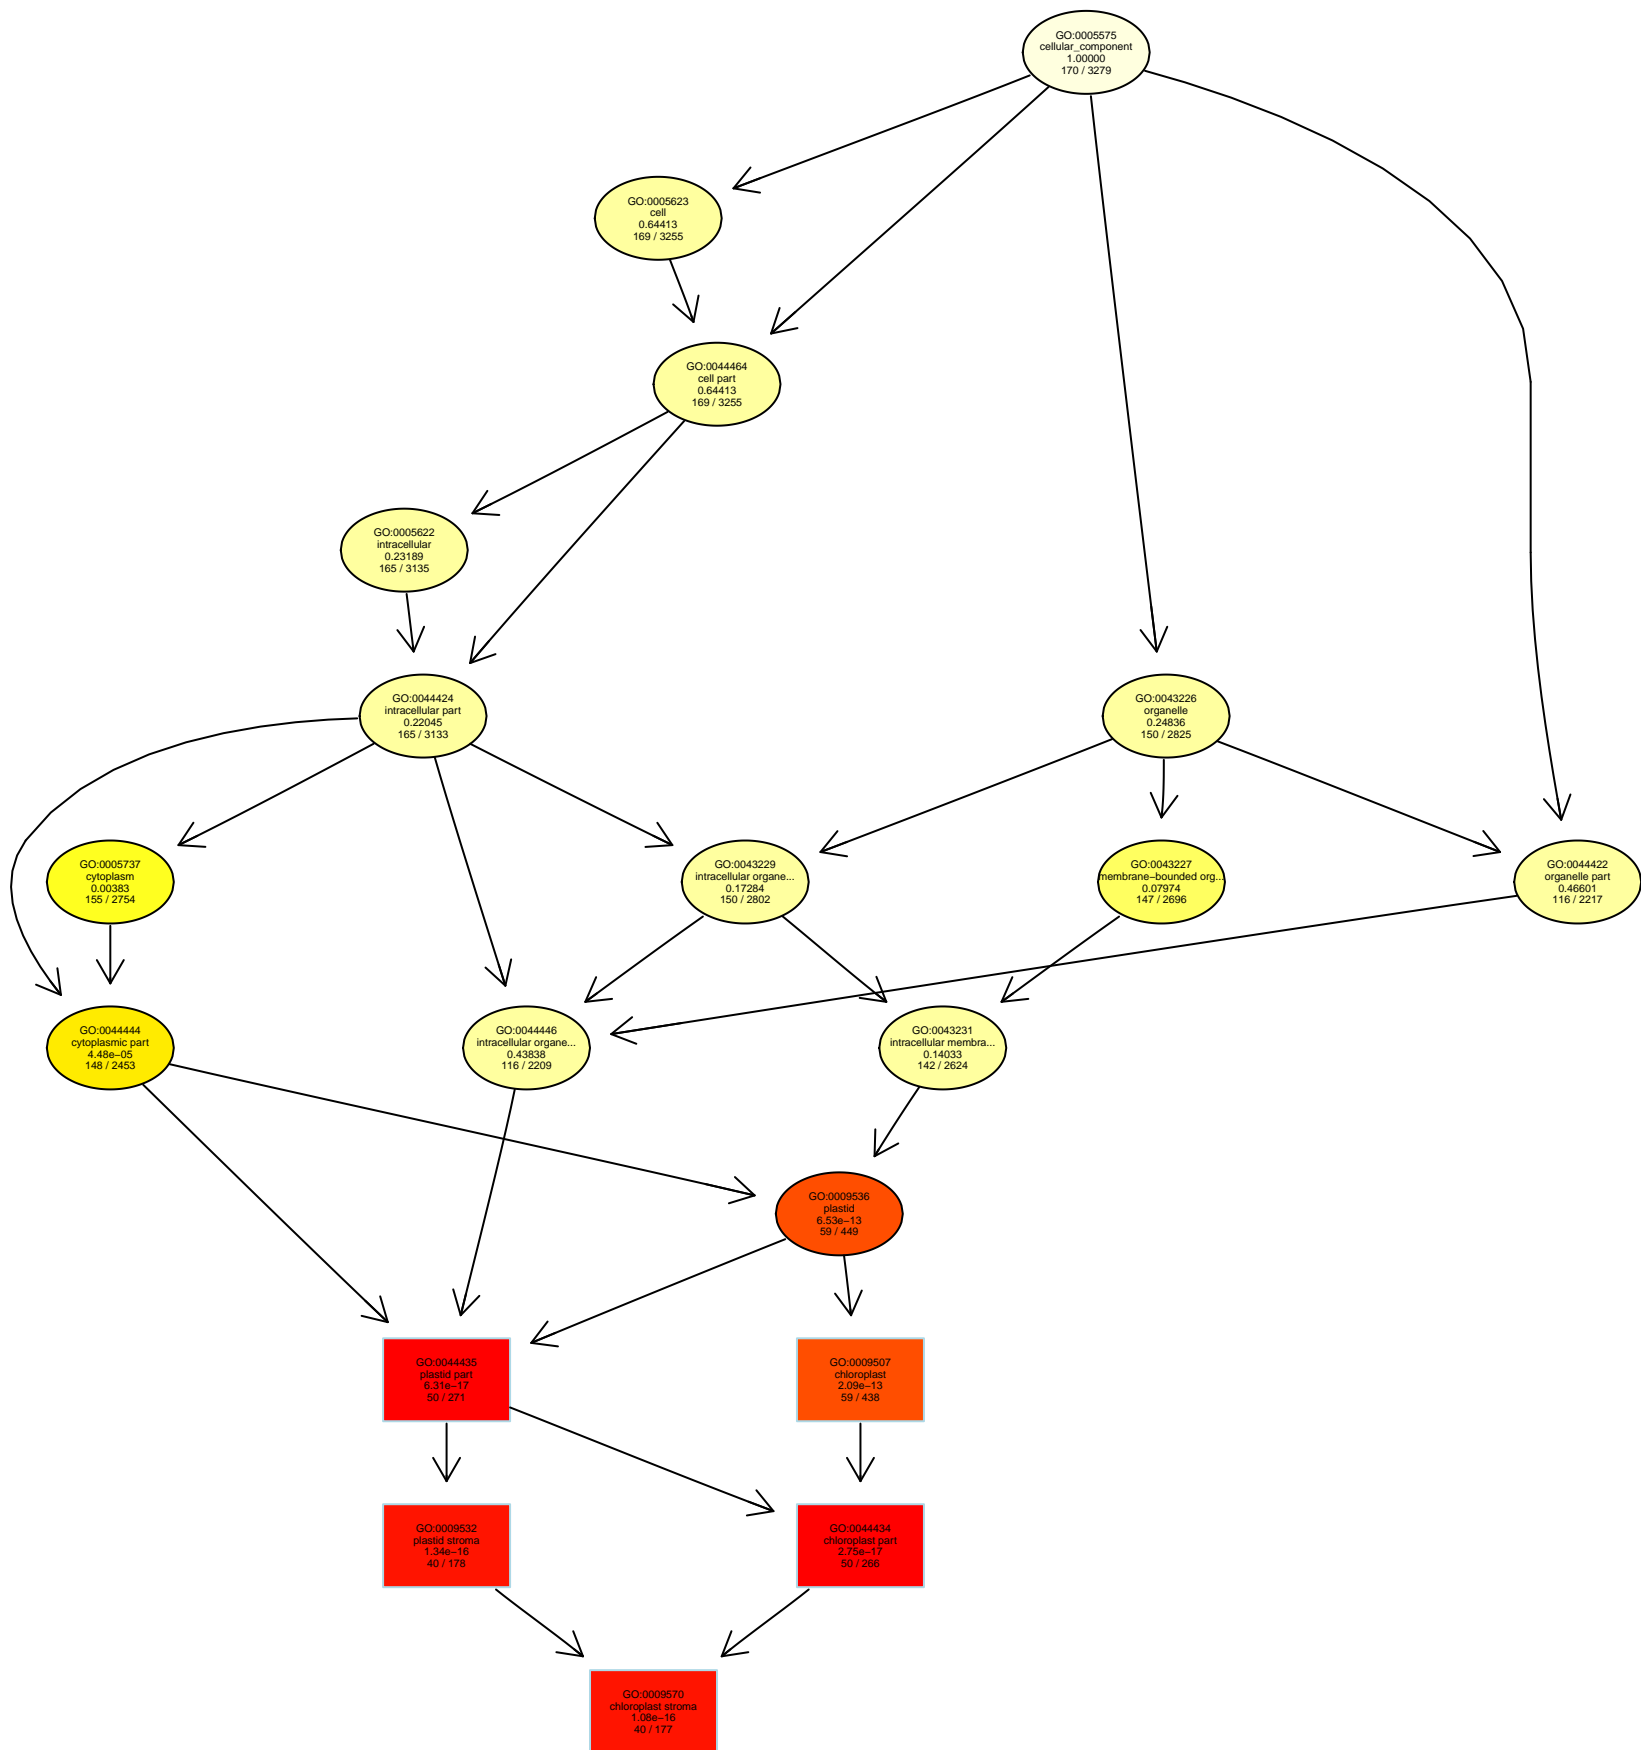 GO:0005575
cellular_component
1.00000
170 / 3279
GO:0005623
cell
0.64413
169 / 3255
GO:0044464
cell part
0.64413
169 / 3255
GO:0005622
intracellular
0.23189
165 / 3135
GO:0044424
intracellular part
0.22045
165 / 3133
GO:0043226
organelle
0.24836
150 / 2825
GO:0005737
cytoplasm
0.00383
155 / 2754
GO:0043229
intracellular organe...
0.17284
150 / 2802
GO:0043227
membrane−bounded org...
0.07974
147 / 2696
GO:0044422
organelle part
0.46601
116 / 2217
GO:0044444
cytoplasmic part
4.48e−05
148 / 2453
GO:0044446
intracellular organe...
0.43838
116 / 2209
GO:0043231
intracellular membra...
0.14033
142 / 2624
GO:0009536
plastid
6.53e−13
59 / 449
GO:0044435
plastid part
6.31e−17
50 / 271
GO:0009507
chloroplast
2.09e−13
59 / 438
GO:0009532
plastid stroma
1.34e−16
40 / 178
GO:0044434
chloroplast part
2.75e−17
50 / 266
GO:0009570
chloroplast stroma
1.08e−16
40 / 177